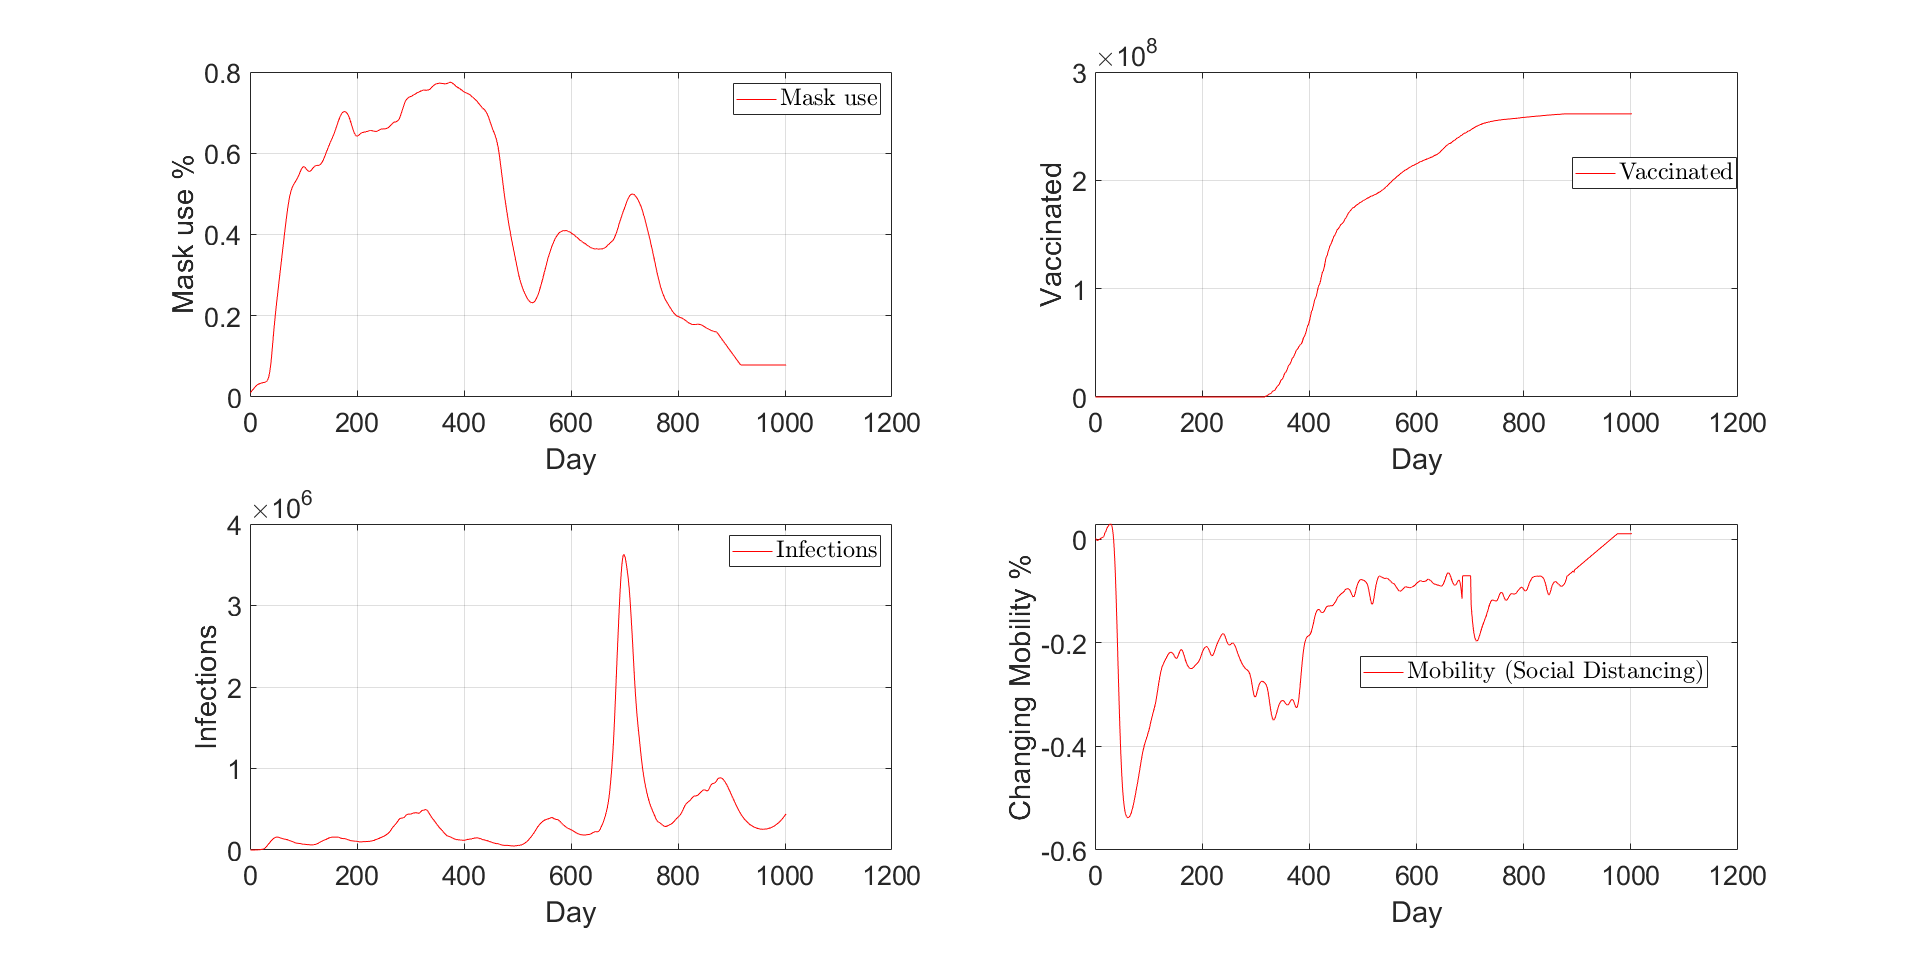 0.8
0.6
0.4
0.2
0
Mask use %
Mask use
0 200 400 600 800 1000 1200
Day
×10^8
3
2
1
0
Vaccinated
Vaccinated
0 200 400 600 800 1000 1200
Day
×10^6
4
3
2
1
0
Infections
Infections
0 200 400 600 800 1000 1200
Day
0
-0.2
-0.4
-0.6
Changing Mobility %
Mobility (Social Distancing)
0 200 400 600 800 1000 1200
Day